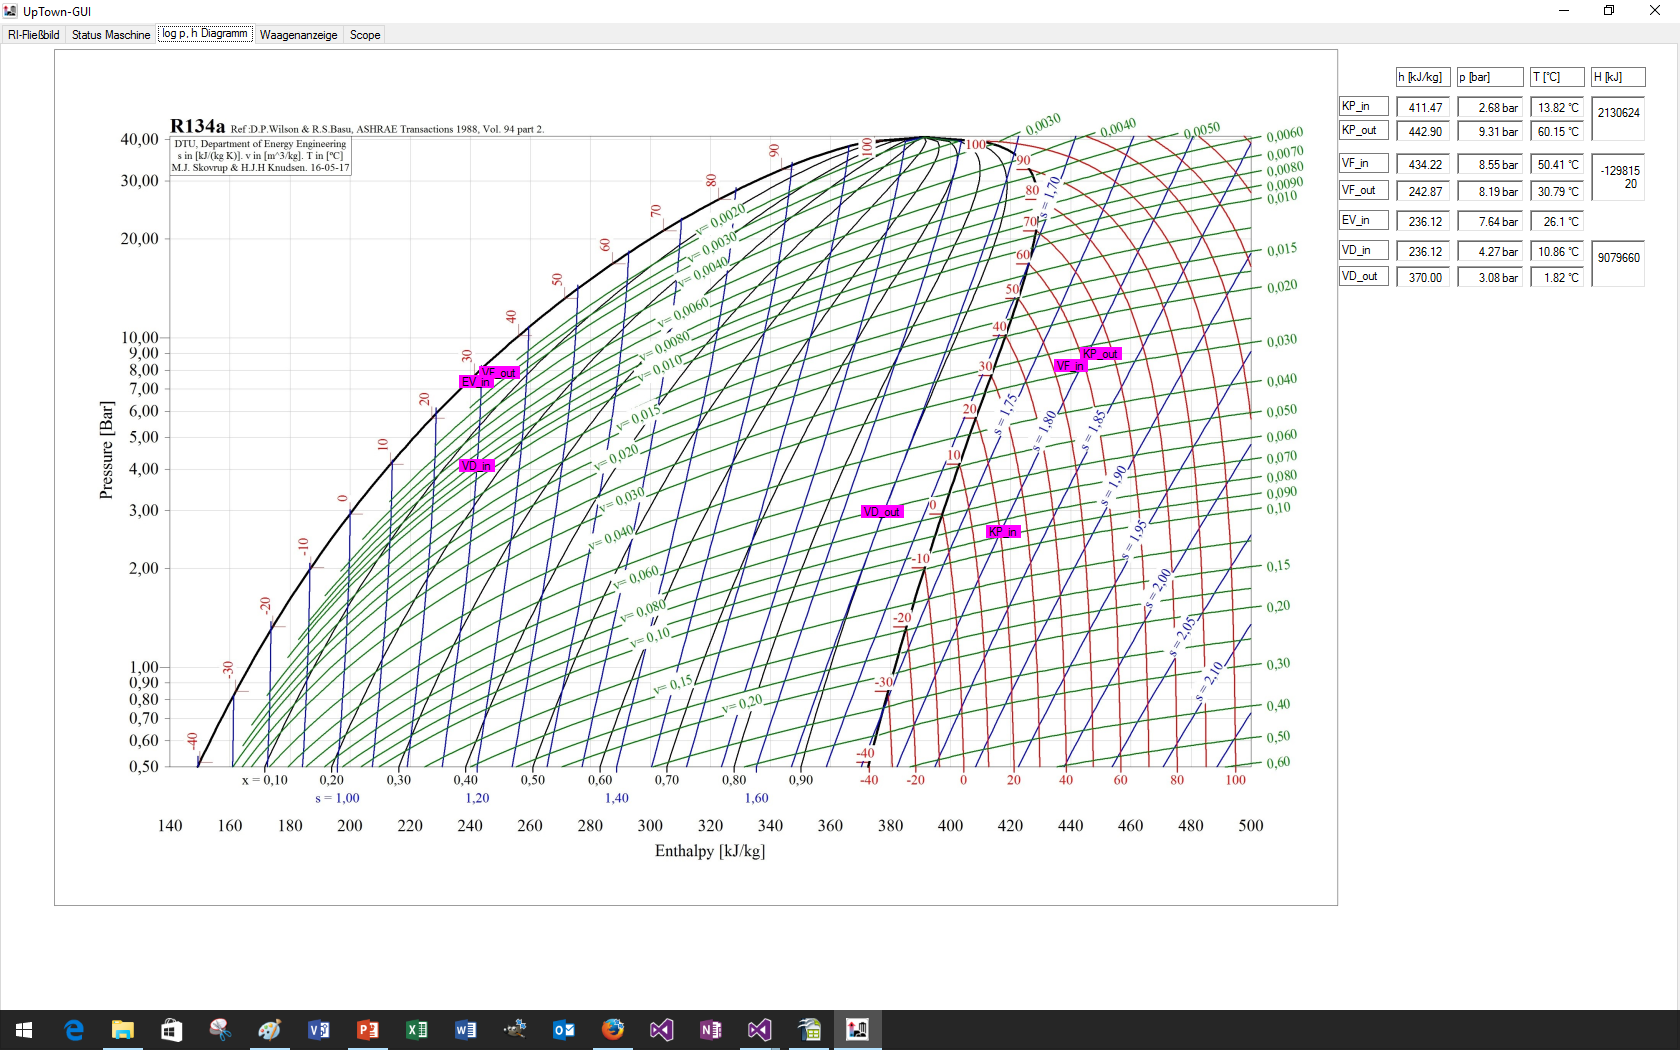 UpTown-GUI
RI-Fließbild Status Maschine log p, h Diagramm Waagenanzeige Scope
h [kJ/kg] p [bar] T [°C] H [kJ]
KP_in 411.47 2.68 bar 13.82 °C 2130624
KP_out 442.90 9.31 bar 60.15 °C
VF_in 434.22 8.55 bar 50.41 °C -129815
20
VF_out 242.87 8.19 bar 30.79 °C
EV_in 236.12 7.64 bar 26.1 °C
VD_in 236.12 4.27 bar 10.86 °C 9079660
VD_out 370.00 3.08 bar 1.82 °C
R134a Ref :D.P.Wilson & R.S.Basu, ASHRAE Transactions 1988, Vol. 94 part 2.
DTU, Department of Energy Engineering
s in [kJ/(kg K)]. v in [m^3/kg]. T in [ºC]
M.J. Skovrup & H.J.H Knudsen. 16-05-17
Pressure [Bar]
40,00
30,00
20,00
10,00
9,00
8,00
7,00
6,00
5,00
4,00
3,00
2,00
1,00
0,90
0,80
0,70
0,60
0,50
-40
-30
-20
-10
0
10
20
30
40
50
60
70
80
90
100
100
90
80
70
60
50
40
30
20
10
0
-10
-20
-30
-40
v= 0,0020
v= 0,0030
v= 0,0040
v= 0,0060
v= 0,0080
v= 0,010
v= 0,015
v= 0,020
v= 0,030
v= 0,040
v= 0,060
v= 0,080
v= 0,10
v= 0,15
v= 0,20
0,0030
0,0040
0,0050
0,0060
0,0070
0,0080
0,0090
0,010
0,015
0,020
0,030
0,040
0,050
0,060
0,070
0,080
0,090
0,10
0,15
0,20
0,30
0,40
0,50
0,60
s = 1,70
s = 1,75
s = 1,80
s = 1,85
s = 1,90
s = 1,95
s = 2,00
s = 2,05
s = 2,10
VF_out
EV_in
VD_in
VD_out
KP_in
KP_out
VF_in
x = 0,10 0,20 0,30 0,40 0,50 0,60 0,70 0,80 0,90 -40 -20 0 20 40 60 80 100
s = 1,00 1,20 1,40 1,60
140 160 180 200 220 240 260 280 300 320 340 360 380 400 420 440 460 480 500
Enthalpy [kJ/kg]